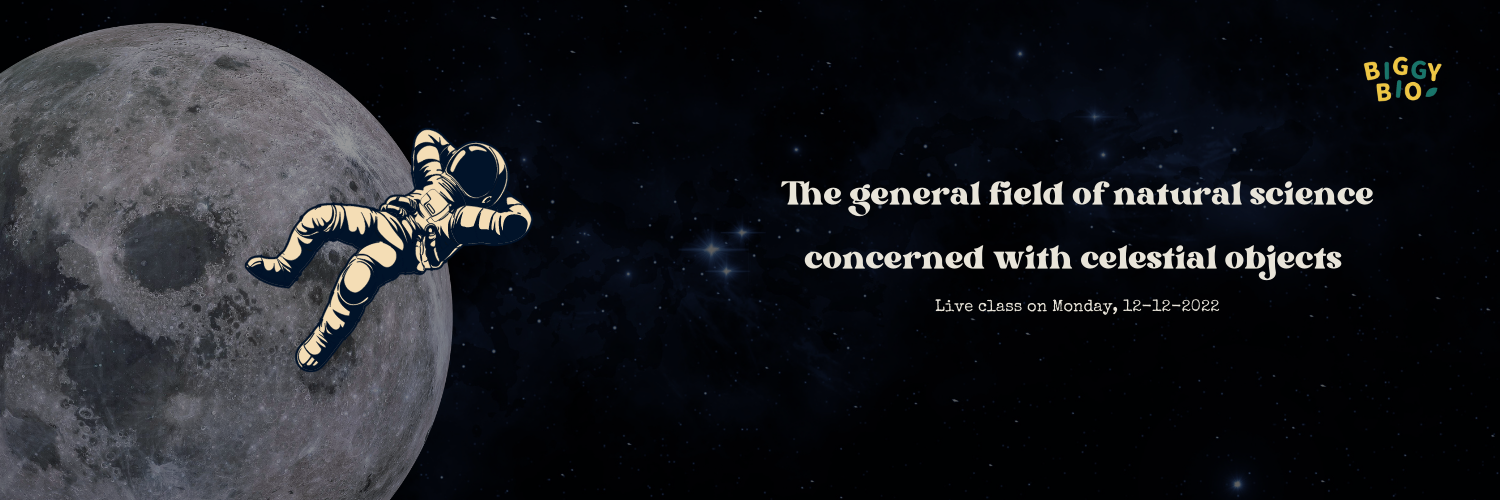 BIGGY
BIO
The general field of natural science
concerned with celestial objects
Live class on Monday, 12-12-2022